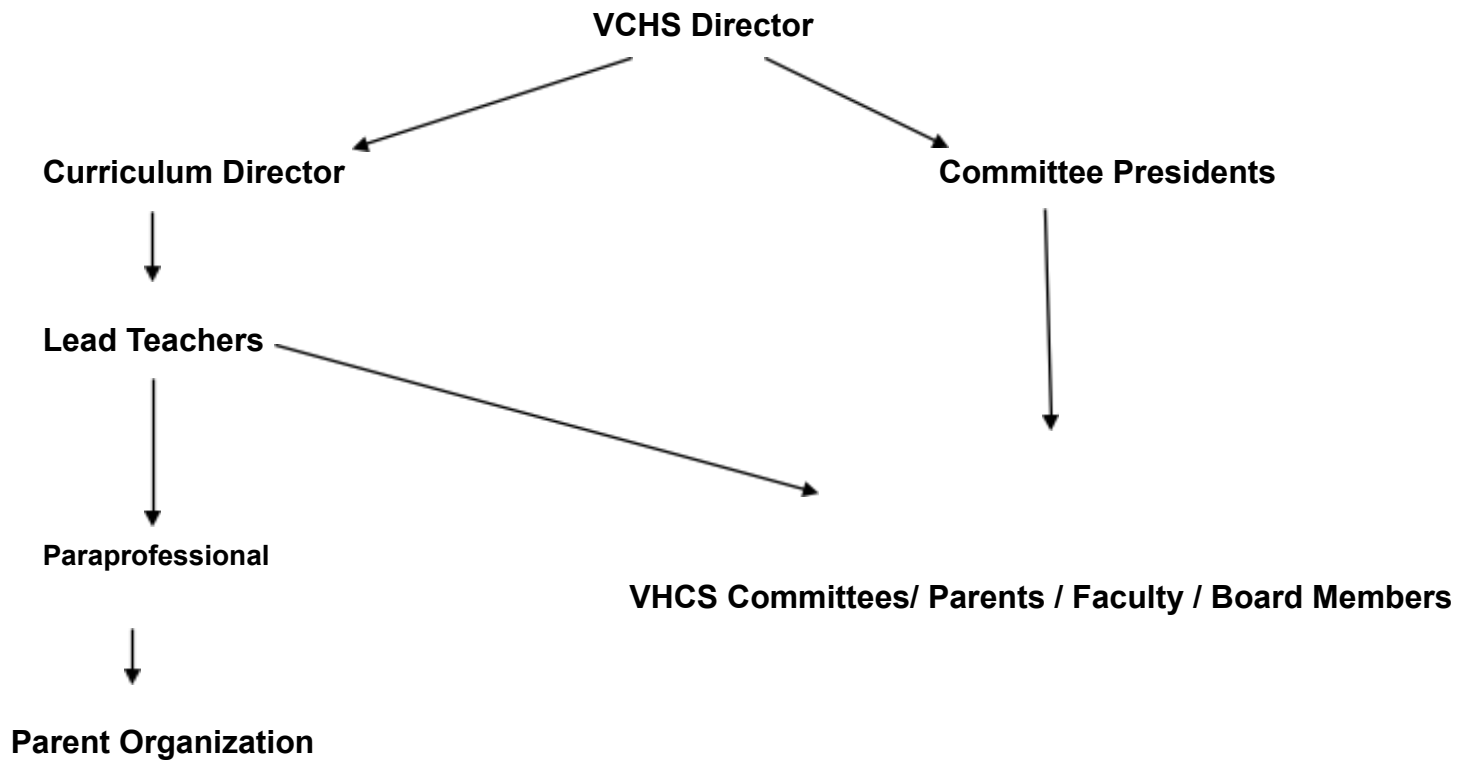 VCHS Director
Curriculum Director
Committee Presidents
Lead Teachers
Paraprofessional
VHCS Committees/ Parents / Faculty / Board Members
Parent Organization